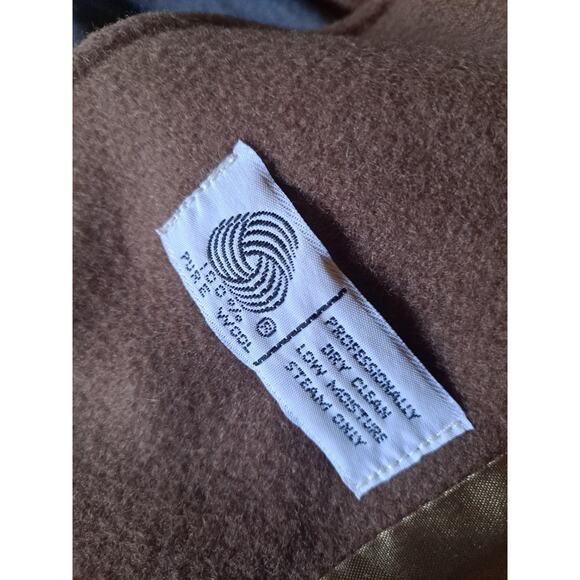 ®
100%
PURE WOOL
PROFESSIONALLY
DRY CLEAN
LOW MOISTURE
STEAM ONLY